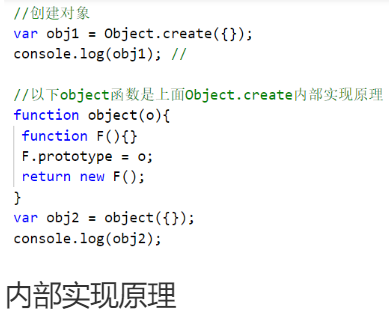 //创建对象
var obj1 = Object.create({});
console.log(obj1); //
//以下object函数是上面Object.create内部实现原理
function object(o){
function F(){}
F.prototype = o;
return new F();
}
var obj2 = object({});
console.log(obj2);
内部实现原理